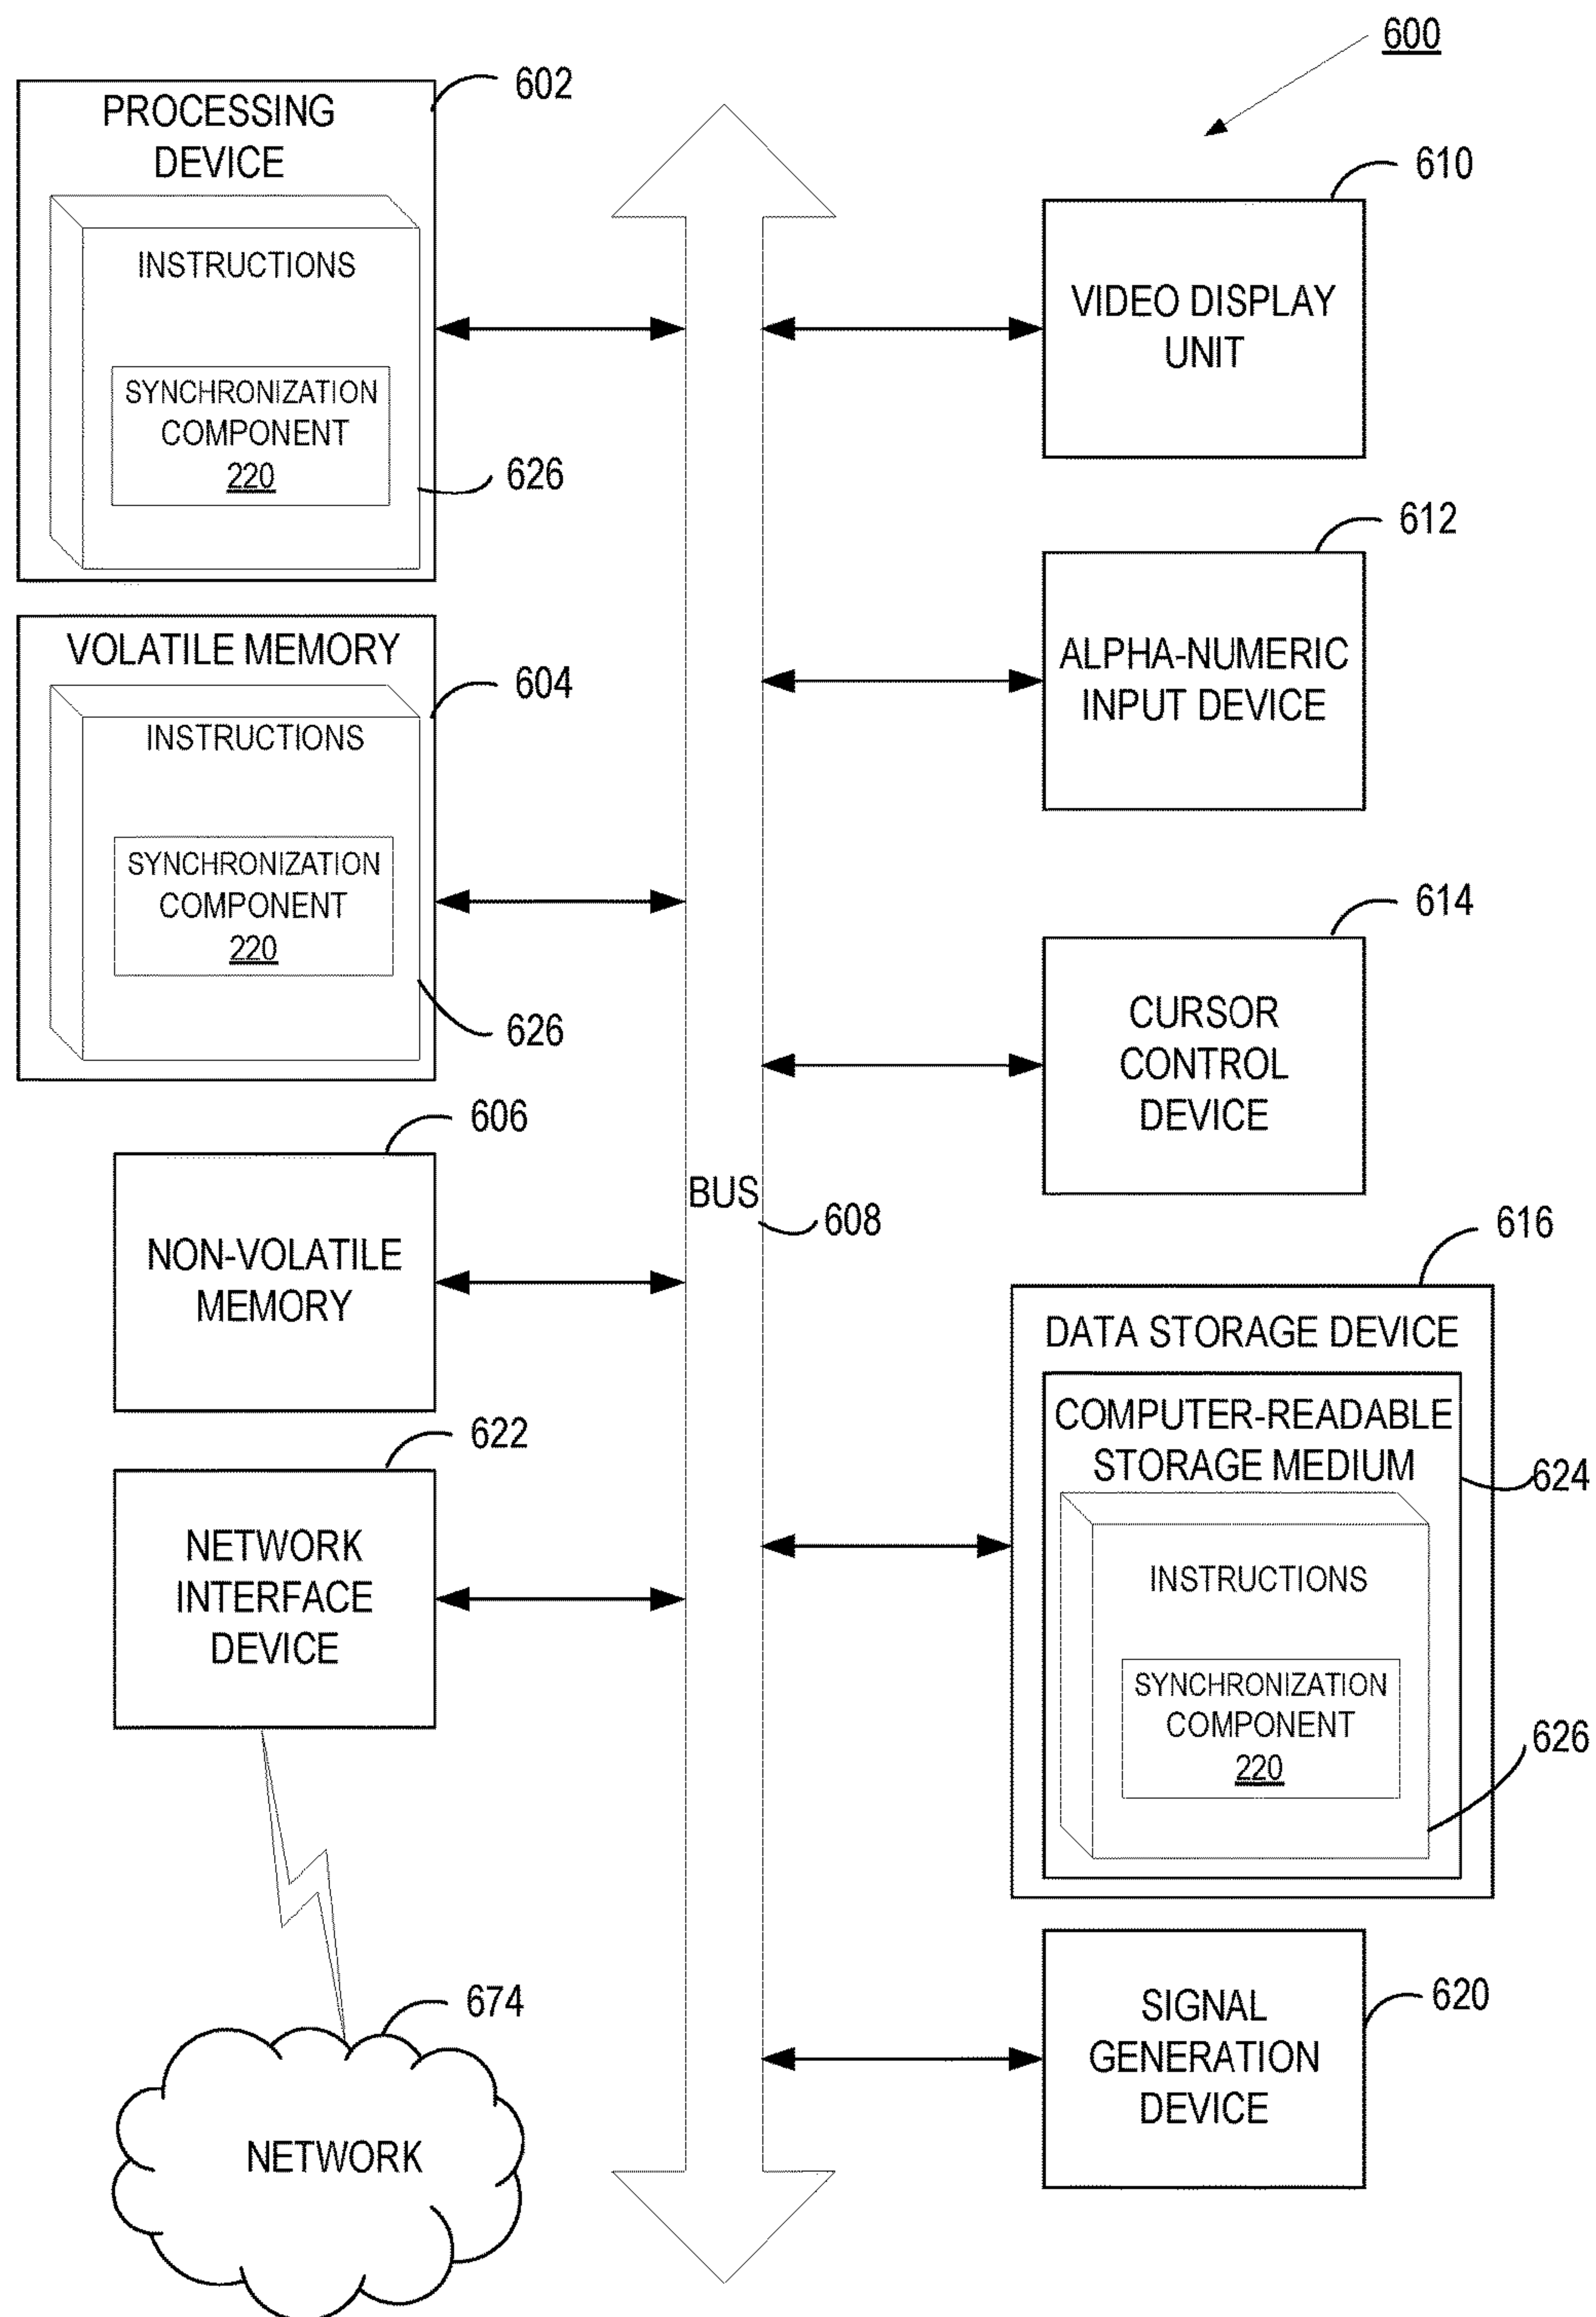 600
602
PROCESSING
DEVICE
INSTRUCTIONS
SYNCHRONIZATION
COMPONENT
220
626
VOLATILE MEMORY
604
INSTRUCTIONS
SYNCHRONIZATION
COMPONENT
220
626
606
NON-VOLATILE
MEMORY
622
NETWORK
INTERFACE
DEVICE
674
NETWORK
BUS
608
610
VIDEO DISPLAY
UNIT
612
ALPHA-NUMERIC
INPUT DEVICE
614
CURSOR
CONTROL
DEVICE
616
DATA STORAGE DEVICE
COMPUTER-READABLE
STORAGE MEDIUM
624
INSTRUCTIONS
SYNCHRONIZATION
COMPONENT
220
626
SIGNAL
GENERATION
DEVICE
620